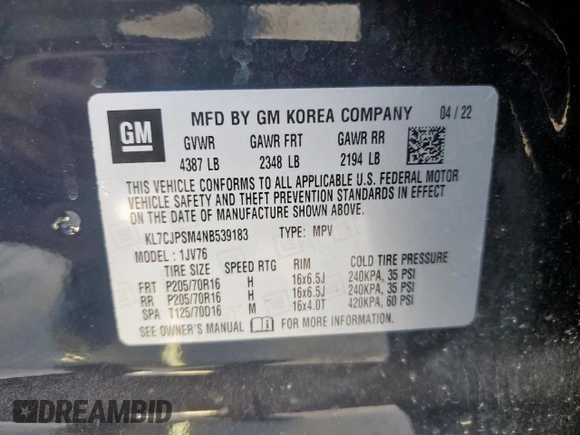 GM
MFD BY GM KOREA COMPANY 04 / 22
GVWR GAWR FRT GAWR RR
4387 LB 2348 LB 2194 LB
THIS VEHICLE CONFORMS TO ALL APPLICABLE U.S. FEDERAL MOTOR
VEHICLE SAFETY AND THEFT PREVENTION STANDARDS IN EFFECT
ON THE DATE OF MANUFACTURE SHOWN ABOVE.
KL7CJPSM4NB539183 TYPE: MPV
MODEL: 1JV76
TIRE SIZE SPEED RTG RIM COLD TIRE PRESSURE
FRT P205/70R16 H 16x6.5J 240KPA, 35 PSI
RR P205/70R16 H 16x6.5J 240KPA, 35 PSI
SPA T125/70D16 M 16x4.0T 420KPA, 60 PSI
SEE OWNER'S MANUAL FOR MORE INFORMATION.
DREAMBID